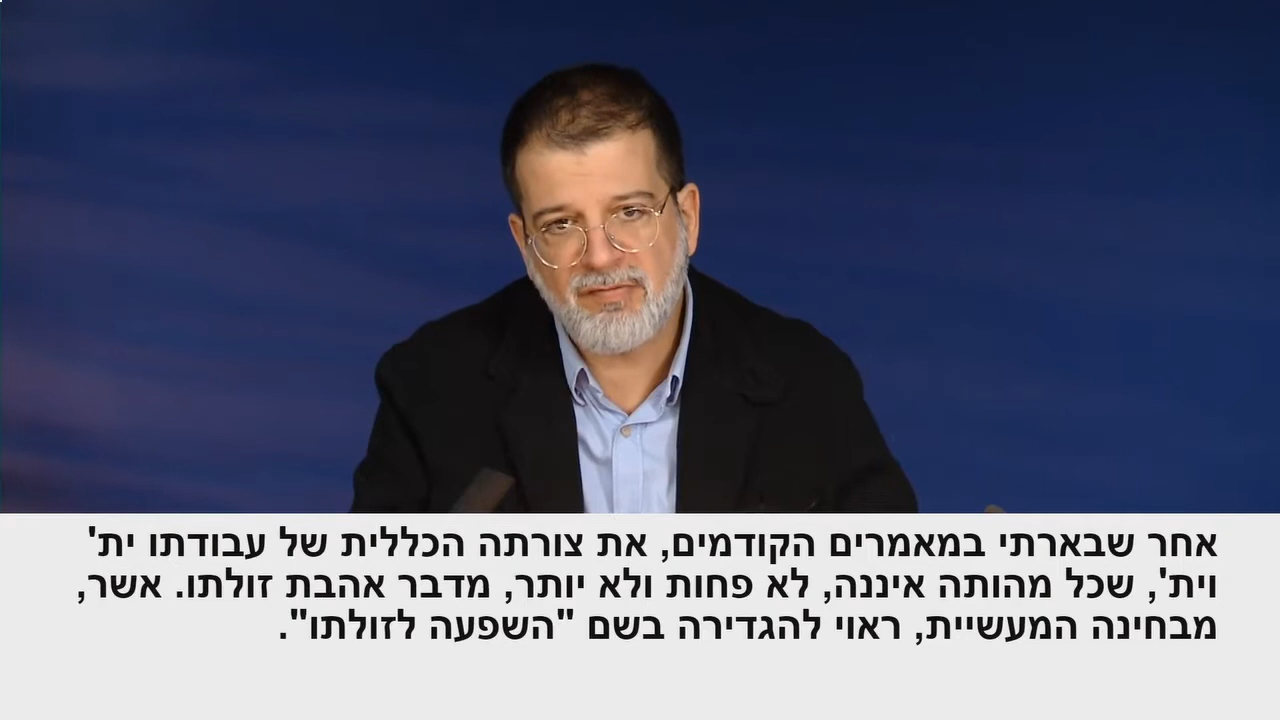 אחר שבארתי במאמרים הקודמים, את צורתה הכללית של עבודתו ית'
וית', שכל מהותה איננה, לא פחות ולא יותר, מדבר אהבת זולתו. אשר,
מבחינה המעשיית, ראוי להגדירה בשם "השפעה לזולתו".